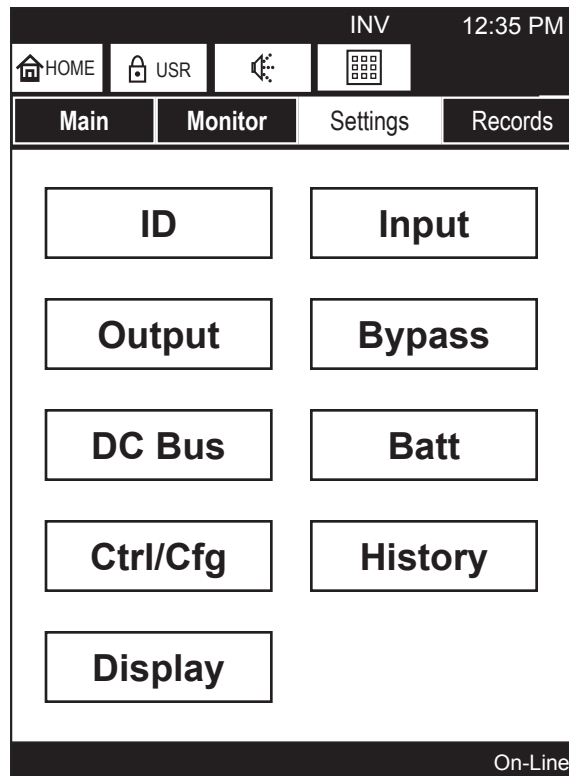 INV 12:35 PM
HOME USR
Main Monitor Settings Records
ID Input
Output Bypass
DC Bus Batt
Ctrl/Cfg History
Display
On-Line